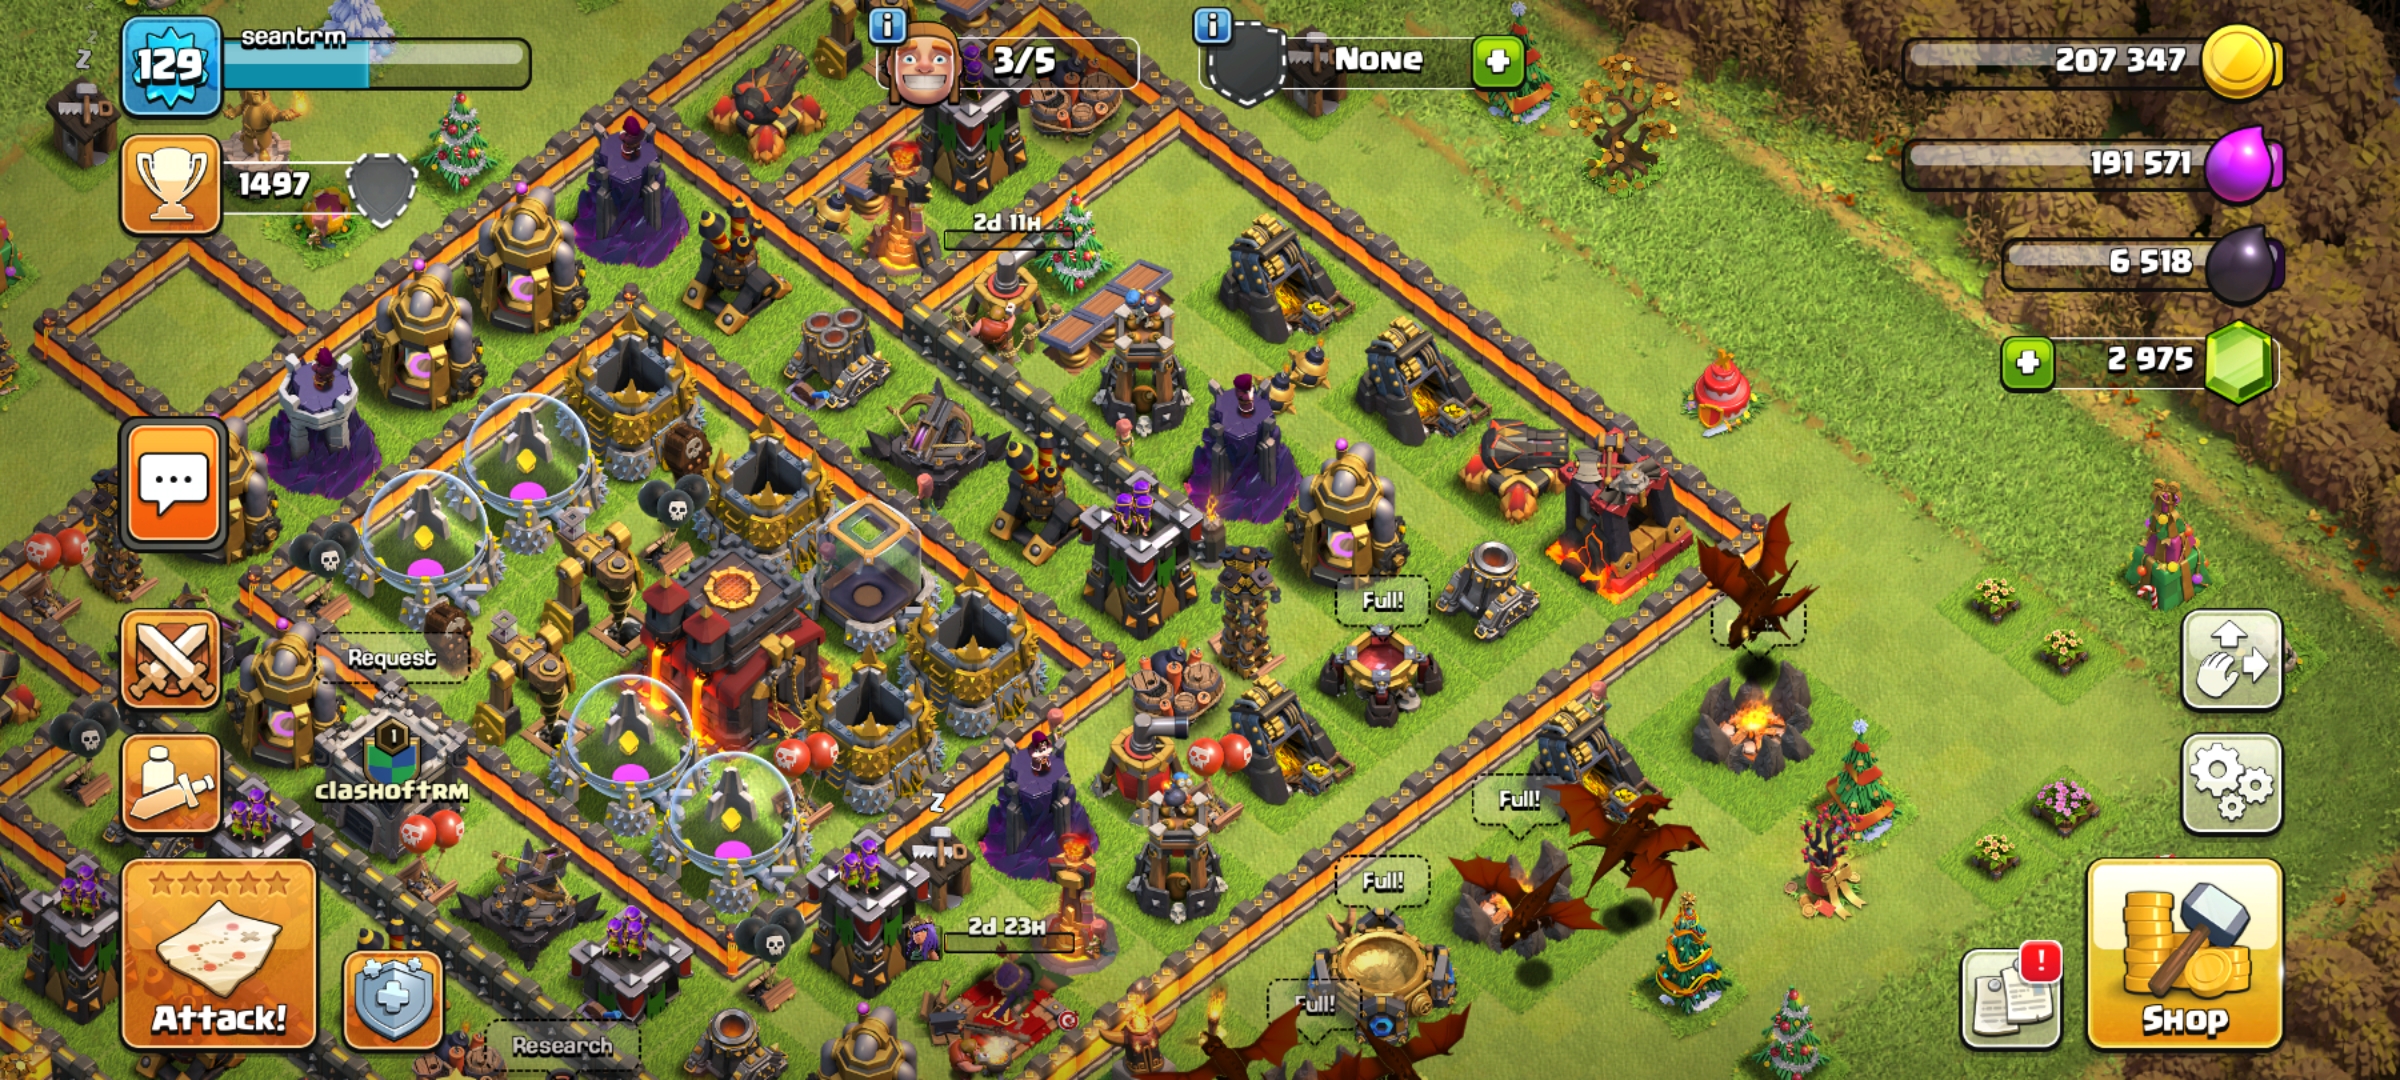 129
seantrm
3/5
None
207 347
1497
191 571
2d 11H
6 518
2 975
Full!
Request
1
clashofTRM
Full!
Full!
2d 23H
Full!
Attack!
Research
!
Shop
Z
Z
Z